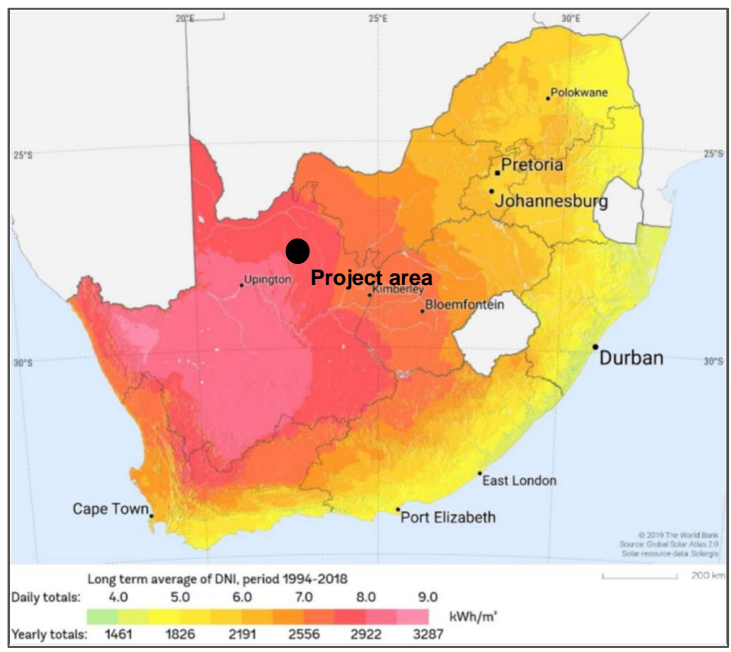 20°E 25°E 30°E
Polokwane
25°S 25°S
Pretoria
Johannesburg
Project area
Upington
Kimberley
Bloemfontein
30°S 30°S
Durban
East London
Cape Town
Port Elizabeth
© 2019 The World Bank
Source: Global Solar Atlas 2.0
Solar resource data: Solargis
Long term average of DNI, period 1994-2018
200 km
Daily totals: 4.0 5.0 6.0 7.0 8.0 9.0
kWh/m²
Yearly totals: 1461 1826 2191 2556 2922 3287